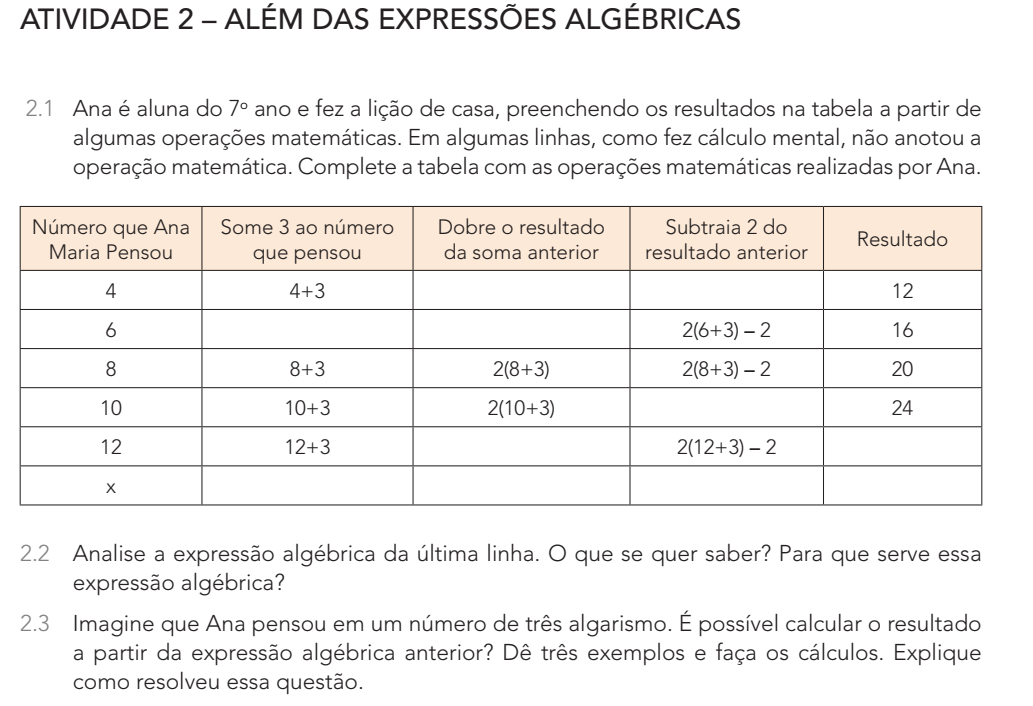 ATIVIDADE 2 – ALÉM DAS EXPRESSÕES ALGÉBRICAS
2.1 Ana é aluna do 7º ano e fez a lição de casa, preenchendo os resultados na tabela a partir de
algumas operações matemáticas. Em algumas linhas, como fez cálculo mental, não anotou a
operação matemática. Complete a tabela com as operações matemáticas realizadas por Ana.
Número que Ana Maria Pensou Some 3 ao número que pensou Dobre o resultado da soma anterior Subtraia 2 do resultado anterior Resultado
4 4+3 12
6 2(6+3) – 2 16
8 8+3 2(8+3) 2(8+3) – 2 20
10 10+3 2(10+3) 24
12 12+3 2(12+3) – 2
x
2.2 Analise a expressão algébrica da última linha. O que se quer saber? Para que serve essa
expressão algébrica?
2.3 Imagine que Ana pensou em um número de três algarismo. É possível calcular o resultado
a partir da expressão algébrica anterior? Dê três exemplos e faça os cálculos. Explique
como resolveu essa questão.